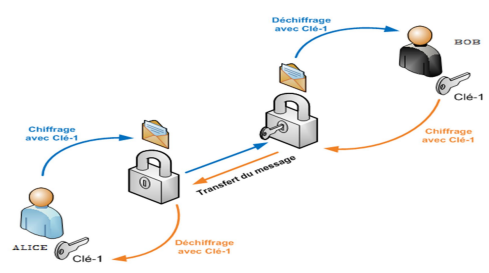 Déchiffrage
avec Clé-1
BOB
Clé-1
Chiffrage
avec Clé-1
Chiffrage
avec Clé-1
Transfert du message
ALICE
Clé-1
Déchiffrage
avec Clé-1